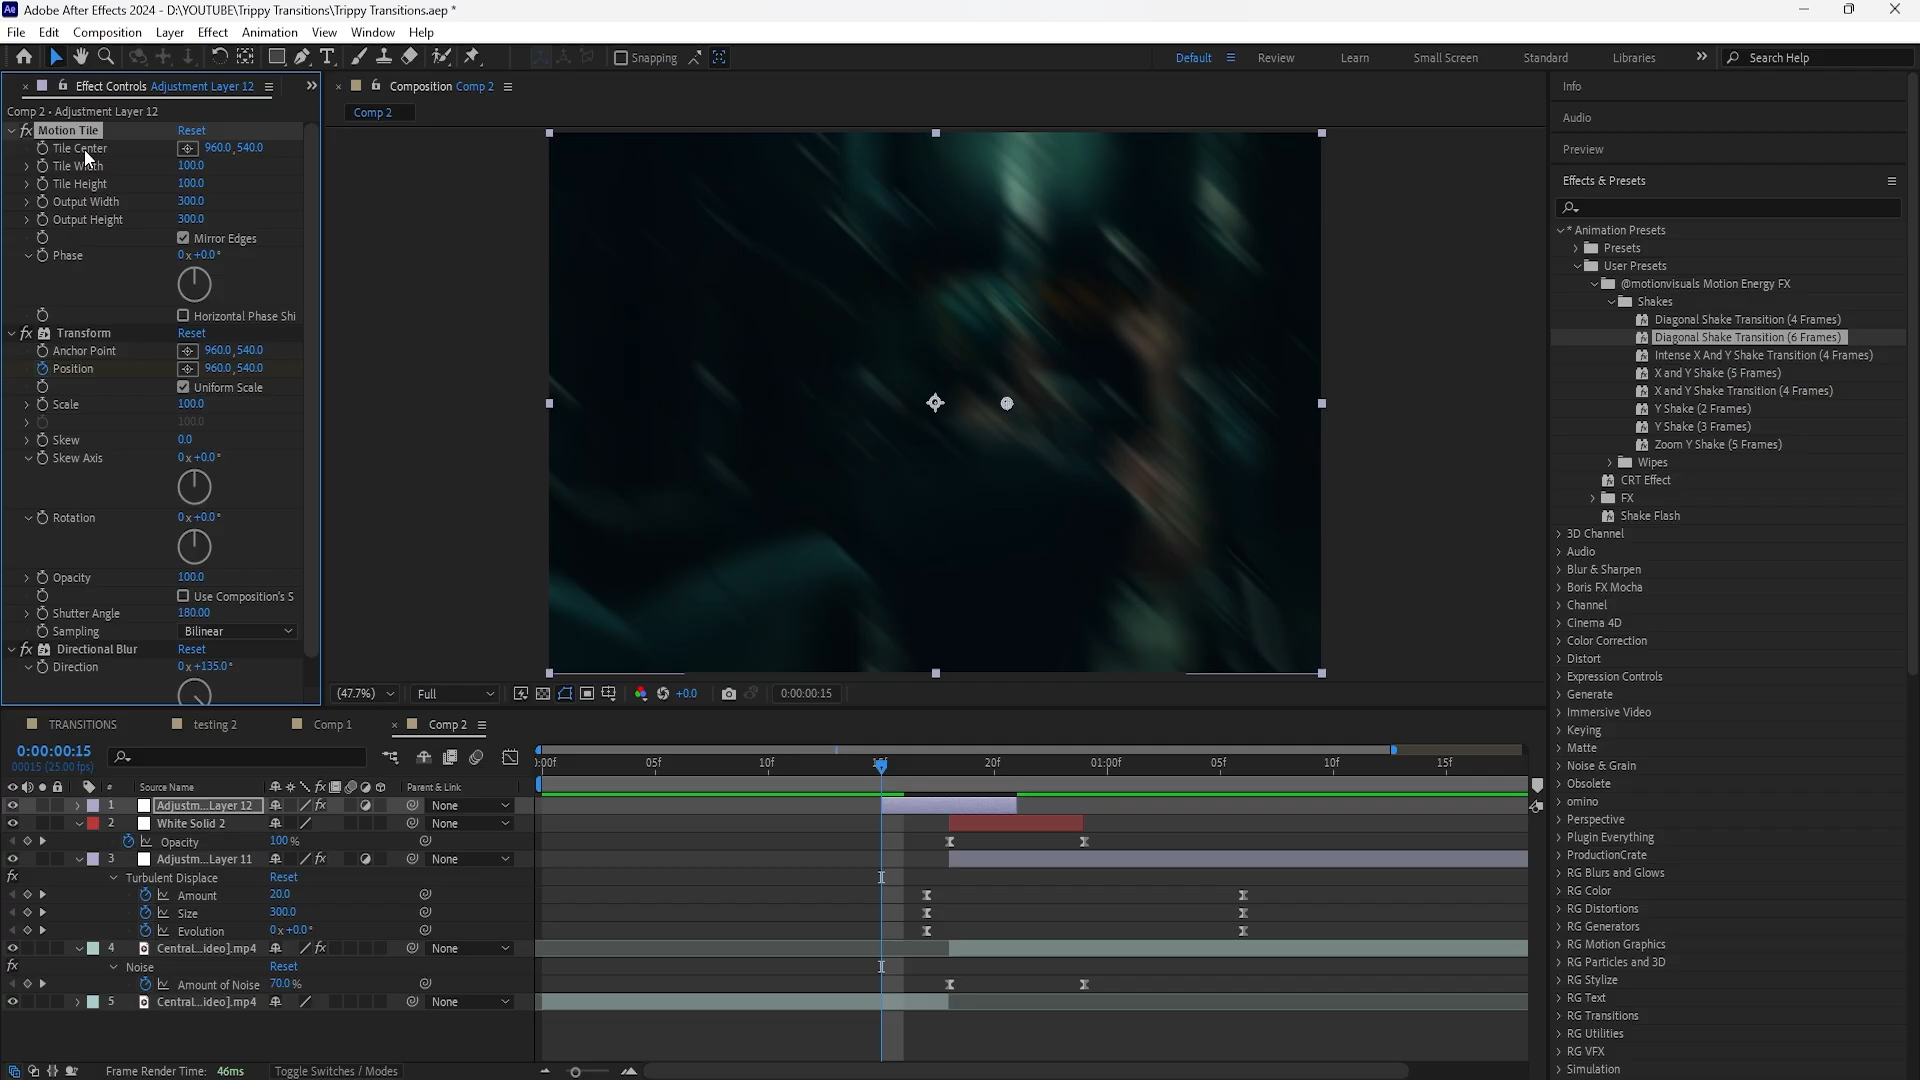 Adobe After Effects 2024 - D:\YOUTUBE\Trippy Transitions\Trippy Transitions.aep *
File Edit Composition Layer Effect Animation View Window Help
Snapping Default Review Learn Small Screen Standard Libraries Search Help
Effect Controls Adjustment Layer 12
Comp 2 • Adjustment Layer 12
fx Motion Tile Reset
Tile Center 960.0, 540.0
Tile Width 100.0
Tile Height 100.0
Output Width 300.0
Output Height 300.0
Mirror Edges
Phase 0 x +0.0°
Horizontal Phase Shi
fx Transform Reset
Anchor Point 960.0, 540.0
Position 960.0, 540.0
Uniform Scale
Scale 100.0
100.0
Skew 0.0
Skew Axis 0 x +0.0°
Rotation 0 x +0.0°
Opacity 100.0
Use Composition's S
Shutter Angle 180.00
Sampling Bilinear
fx Directional Blur Reset
Direction 0 x +135.0°
Composition Comp 2
Comp 2
(47.7%) Full +0.0 0:00:00:15
Info
Audio
Preview
Effects & Presets
* Animation Presets
Presets
User Presets
@motionvisuals Motion Energy FX
Shakes
Diagonal Shake Transition (4 Frames)
Diagonal Shake Transition (6 Frames)
Intense X And Y Shake Transition (4 Frames)
X and Y Shake (5 Frames)
X and Y Shake Transition (4 Frames)
Y Shake (2 Frames)
Y Shake (3 Frames)
Zoom Y Shake (5 Frames)
Wipes
CRT Effect
FX
Shake Flash
3D Channel
Audio
Blur & Sharpen
Boris FX Mocha
Channel
Cinema 4D
Color Correction
Distort
Expression Controls
Generate
Immersive Video
Keying
Matte
Noise & Grain
Obsolete
omino
Perspective
Plugin Everything
ProductionCrate
RG Blurs and Glows
RG Color
RG Distortions
RG Generators
RG Motion Graphics
RG Particles and 3D
RG Stylize
RG Text
RG Transitions
RG Utilities
RG VFX
Simulation
TRANSITIONS testing 2 Comp 1 Comp 2
0:00:00:15
00015 (25.00 fps)
):00f 05f 10f 20f 01:00f 05f 10f 15f
# Source Name Parent & Link
1 Adjustm...Layer 12 fx None
2 White Solid 2 None
Opacity 100%
3 Adjustm...Layer 11 fx None
fx Turbulent Displace Reset
Amount 20.0
Size 300.0
Evolution 0 x +0.0°
4 Central...ideo].mp4 fx None
fx Noise Reset
Amount of Noise 70.0%
5 Central...ideo].mp4 None
Frame Render Time: 46ms Toggle Switches / Modes